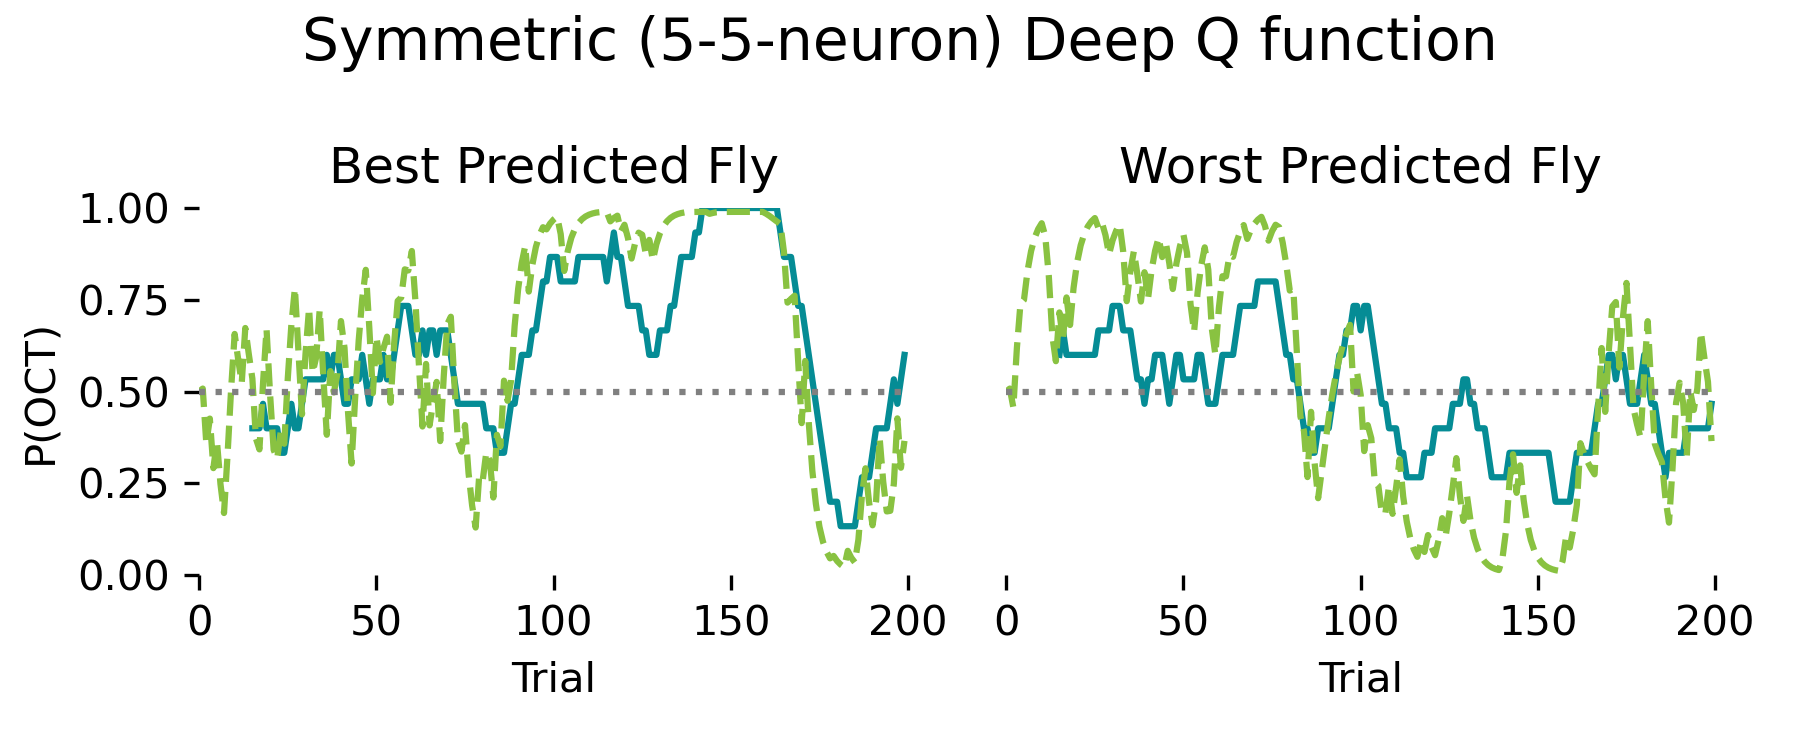 Symmetric (5-5-neuron) Deep Q function
Best Predicted Fly
Worst Predicted Fly
P(OCT)
1.00
0.75
0.50
0.25
0.00
0 50 100 150 200
0 50 100 150 200
Trial
Trial